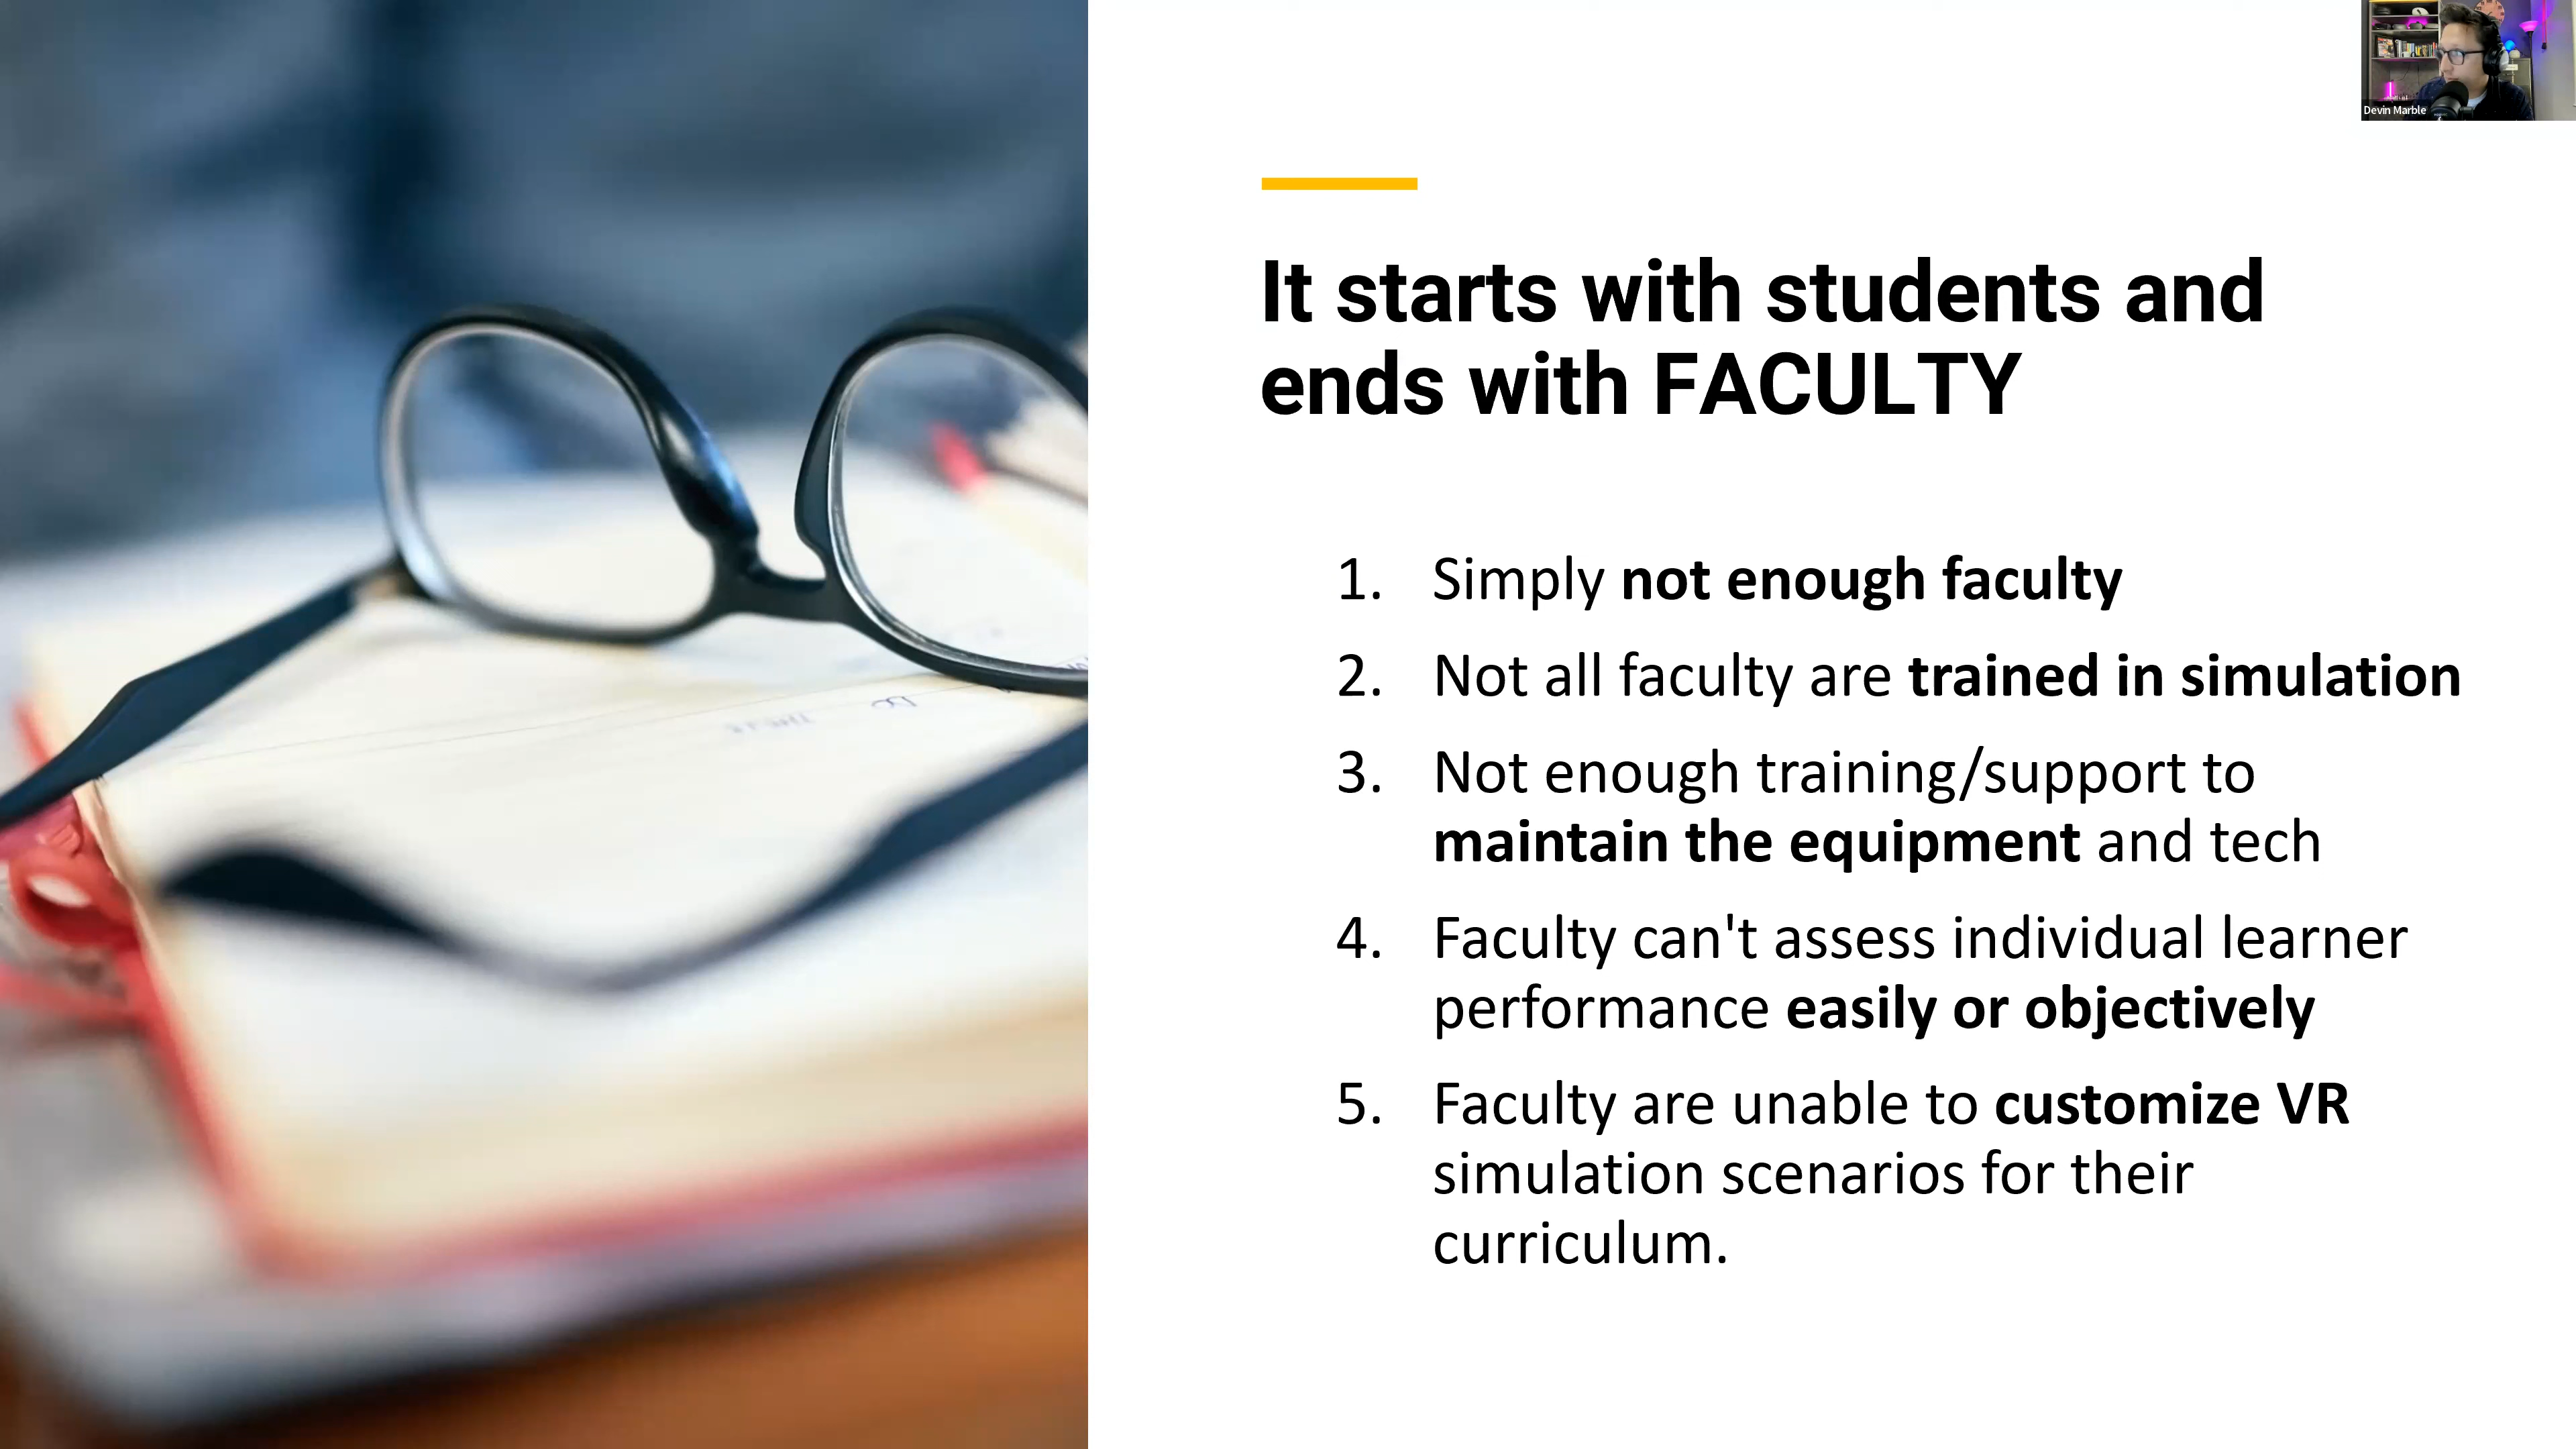 Devin Marble
It starts with students and
ends with FACULTY
1. Simply not enough faculty
2. Not all faculty are trained in simulation
3. Not enough training/support to
maintain the equipment and tech
4. Faculty can't assess individual learner
performance easily or objectively
5. Faculty are unable to customize VR
simulation scenarios for their
curriculum.